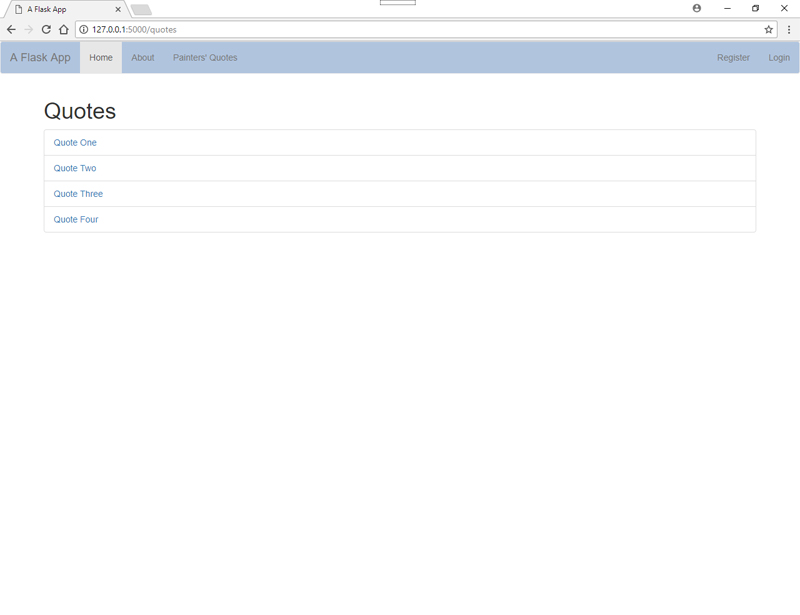 A Flask App
127.0.0.1:5000/quotes
A Flask App Home About Painters' Quotes Register Login
Quotes
Quote One
Quote Two
Quote Three
Quote Four